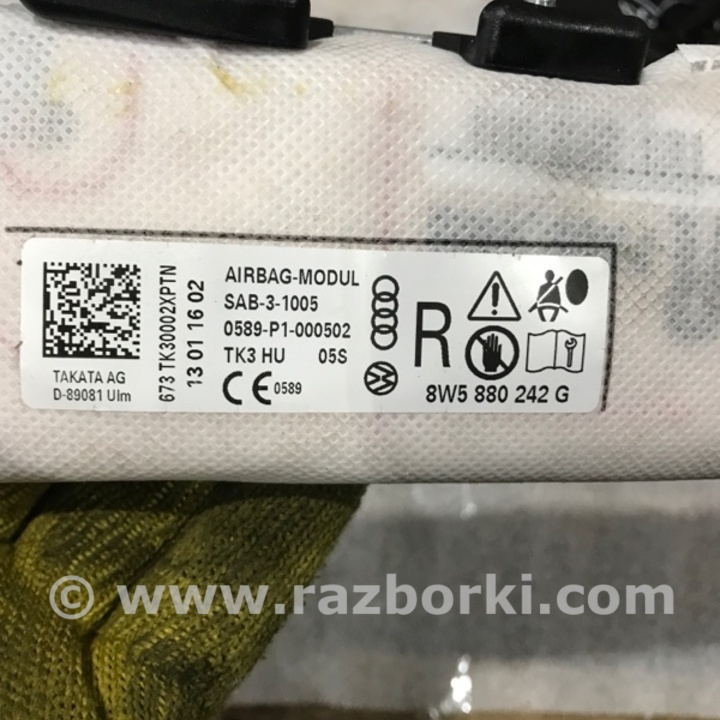 AIRBAG-MODUL
SAB-3-1005
0589-P1-000502
TK3 HU 05S
CE 0589
TAKATA AG
D-89081 Ulm
673 TK30002XPTN
13 01 16 02
R
8W5 880 242 G
© www.razborki.com